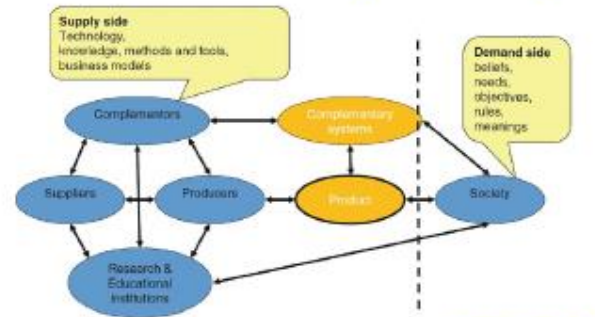 Supply side
Technology,
knowledge, methods and tools,
business models
Demand side
beliefs,
needs,
objectives,
rules,
meanings
Complementors
Complementary
systems
Suppliers
Producers
Product
Society
Research &
Educational
Institutions